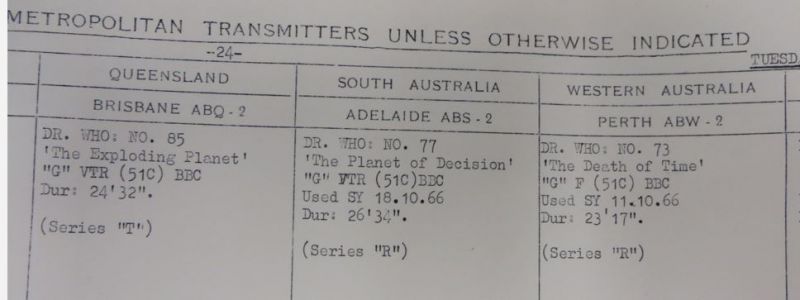 METROPOLITAN TRANSMITTERS UNLESS OTHERWISE INDICATED
--24-
TUESD
QUEENSLAND
BRISBANE ABQ - 2
DR. WHO: NO. 85
'The Exploding Planet'
"G" VTR (51C) BBC
Dur: 24'32".
(Series "T")
SOUTH AUSTRALIA
ADELAIDE ABS - 2
DR. WHO: NO. 77
'The Planet of Decision'
"G" VTR (51C)BBC
Used SY 18.10.66
Dur: 26'34".
(Series "R")
WESTERN AUSTRALIA
PERTH ABW - 2
DR. WHO: NO. 73
'The Death of Time'
"G" F (51C) BBC
Used SY 11.10.66
Dur: 23'17".
(Series "R")